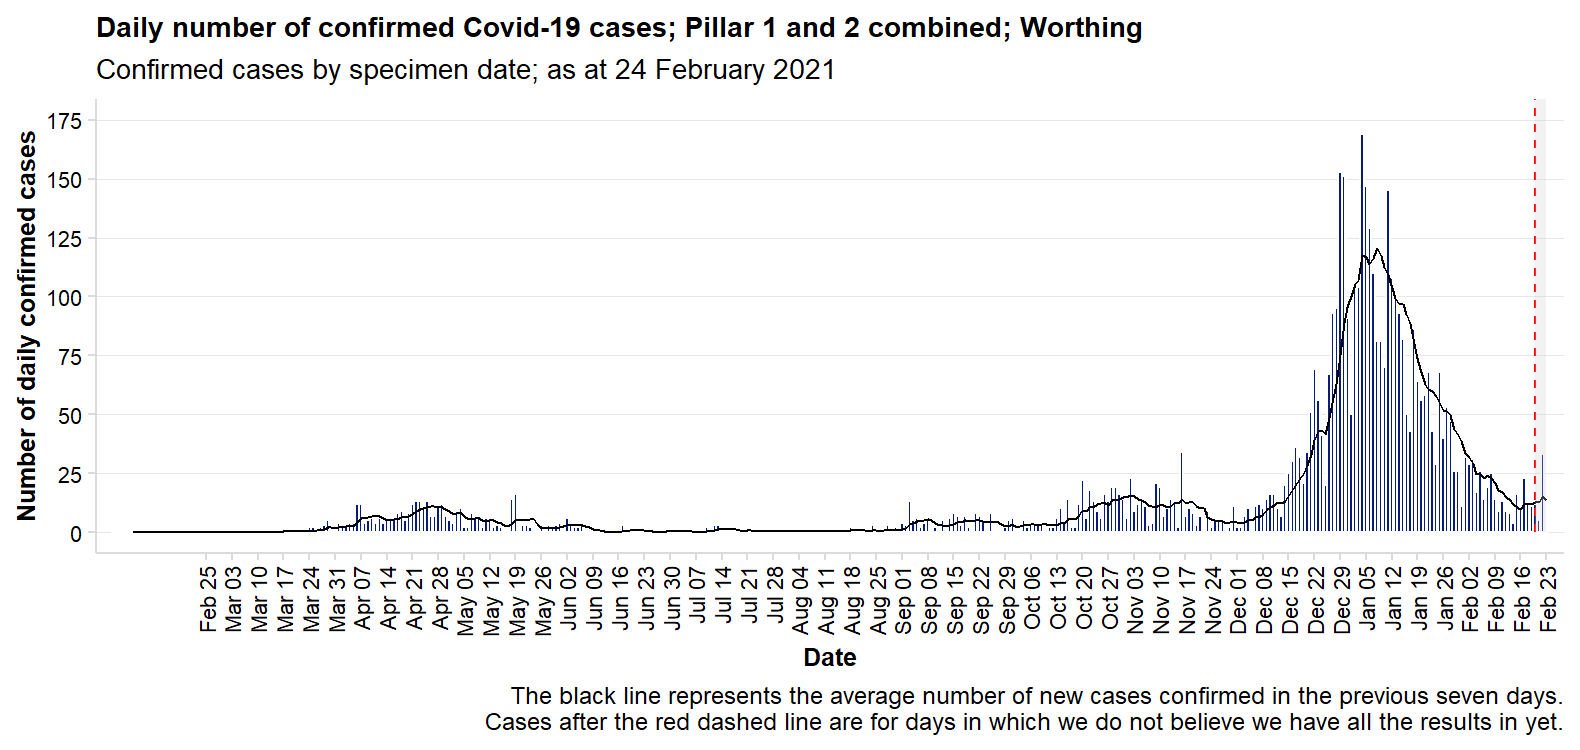 Daily number of confirmed Covid-19 cases; Pillar 1 and 2 combined; Worthing
Confirmed cases by specimen date; as at 24 February 2021
Number of daily confirmed cases
175
150
125
100
75
50
25
0
Feb 25
Mar 03
Mar 10
Mar 17
Mar 24
Mar 31
Apr 07
Apr 14
Apr 21
Apr 28
May 05
May 12
May 19
May 26
Jun 02
Jun 09
Jun 16
Jun 23
Jun 30
Jul 07
Jul 14
Jul 21
Jul 28
Aug 04
Aug 11
Aug 18
Aug 25
Sep 01
Sep 08
Sep 15
Sep 22
Sep 29
Oct 06
Oct 13
Oct 20
Oct 27
Nov 03
Nov 10
Nov 17
Nov 24
Dec 01
Dec 08
Dec 15
Dec 22
Dec 29
Jan 05
Jan 12
Jan 19
Jan 26
Feb 02
Feb 09
Feb 16
Feb 23
Date
The black line represents the average number of new cases confirmed in the previous seven days.
Cases after the red dashed line are for days in which we do not believe we have all the results in yet.